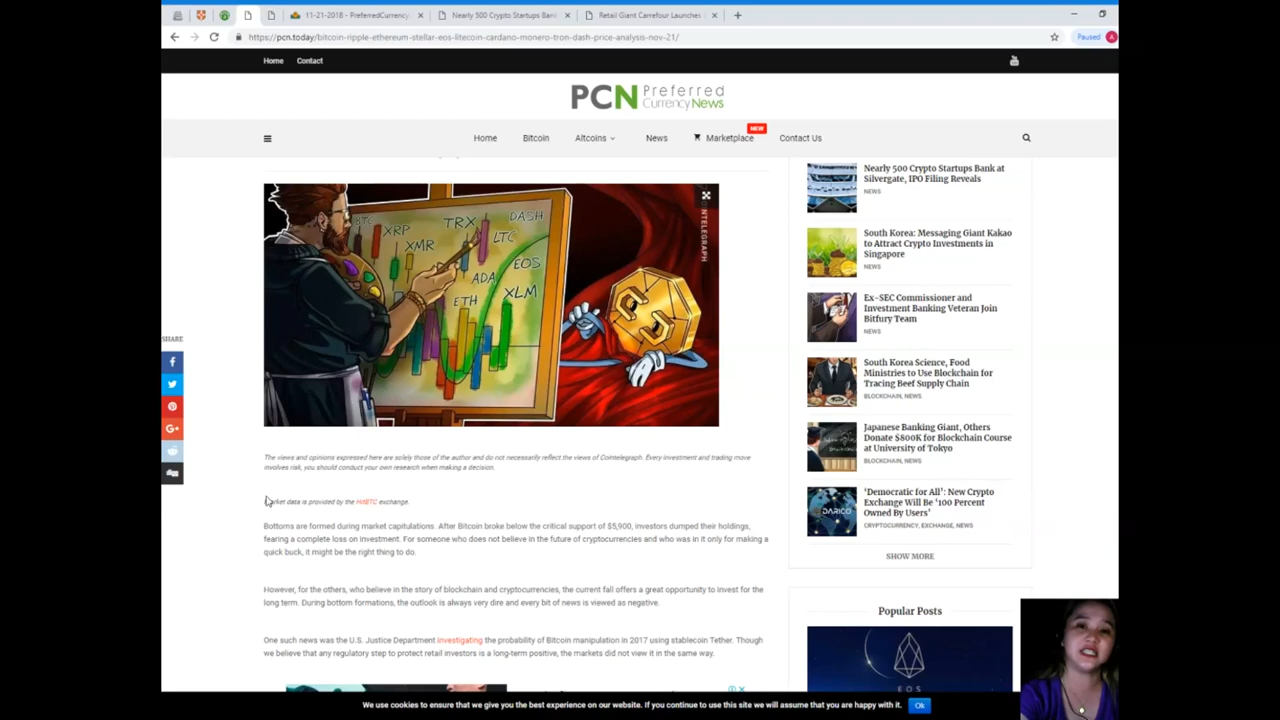 11-21-2018 - PreferredCurrency
Nearly 500 Crypto Startups Bank
Retail Giant Carrefour Launches
https://pcn.today/bitcoin-ripple-ethereum-stellar-eos-litecoin-cardano-monero-tron-dash-price-analysis-nov-21/
Paused
A
Home
Contact
PCN Preferred
CurrencyNews
Home
Bitcoin
Altcoins
News
Marketplace
NEW
Contact Us
BTC
XRP
XMR
TRX
DASH
LTC
ADA
EOS
ETH
XLM
NTELEGRAPH
SHARE
The views and opinions expressed here are solely those of the author and do not necessarily reflect the views of Cointelegraph. Every investment and trading move
involves risk, you should conduct your own research when making a decision.
Market data is provided by the HitBTC exchange.
Bottoms are formed during market capitulations. After Bitcoin broke below the critical support of $5,900, investors dumped their holdings,
fearing a complete loss on investment. For someone who does not believe in the future of cryptocurrencies and who was in it only for making a
quick buck, it might be the right thing to do.
However, for the others, who believe in the story of blockchain and cryptocurrencies, the current fall offers a great opportunity to invest for the
long term. During bottom formations, the outlook is always very dire and every bit of news is viewed as negative.
One such news was the U.S. Justice Department investigating the probability of Bitcoin manipulation in 2017 using stablecoin Tether. Though
we believe that any regulatory step to protect retail investors is a long-term positive, the markets did not view it in the same way.
Nearly 500 Crypto Startups Bank at
Silvergate, IPO Filing Reveals
NEWS
South Korea: Messaging Giant Kakao
to Attract Crypto Investments in
Singapore
NEWS
Ex-SEC Commissioner and
Investment Banking Veteran Join
Bitfury Team
NEWS
South Korea Science, Food
Ministries to Use Blockchain for
Tracing Beef Supply Chain
BLOCKCHAIN, NEWS
Japanese Banking Giant, Others
Donate $800K for Blockchain Course
at University of Tokyo
BLOCKCHAIN, NEWS
DARICO
'Democratic for All': New Crypto
Exchange Will Be '100 Percent
Owned By Users'
CRYPTOCURRENCY, EXCHANGE, NEWS
SHOW MORE
Popular Posts
EOS
We use cookies to ensure that we give you the best experience on our website. If you continue to use this site we will assume that you are happy with it.
Ok